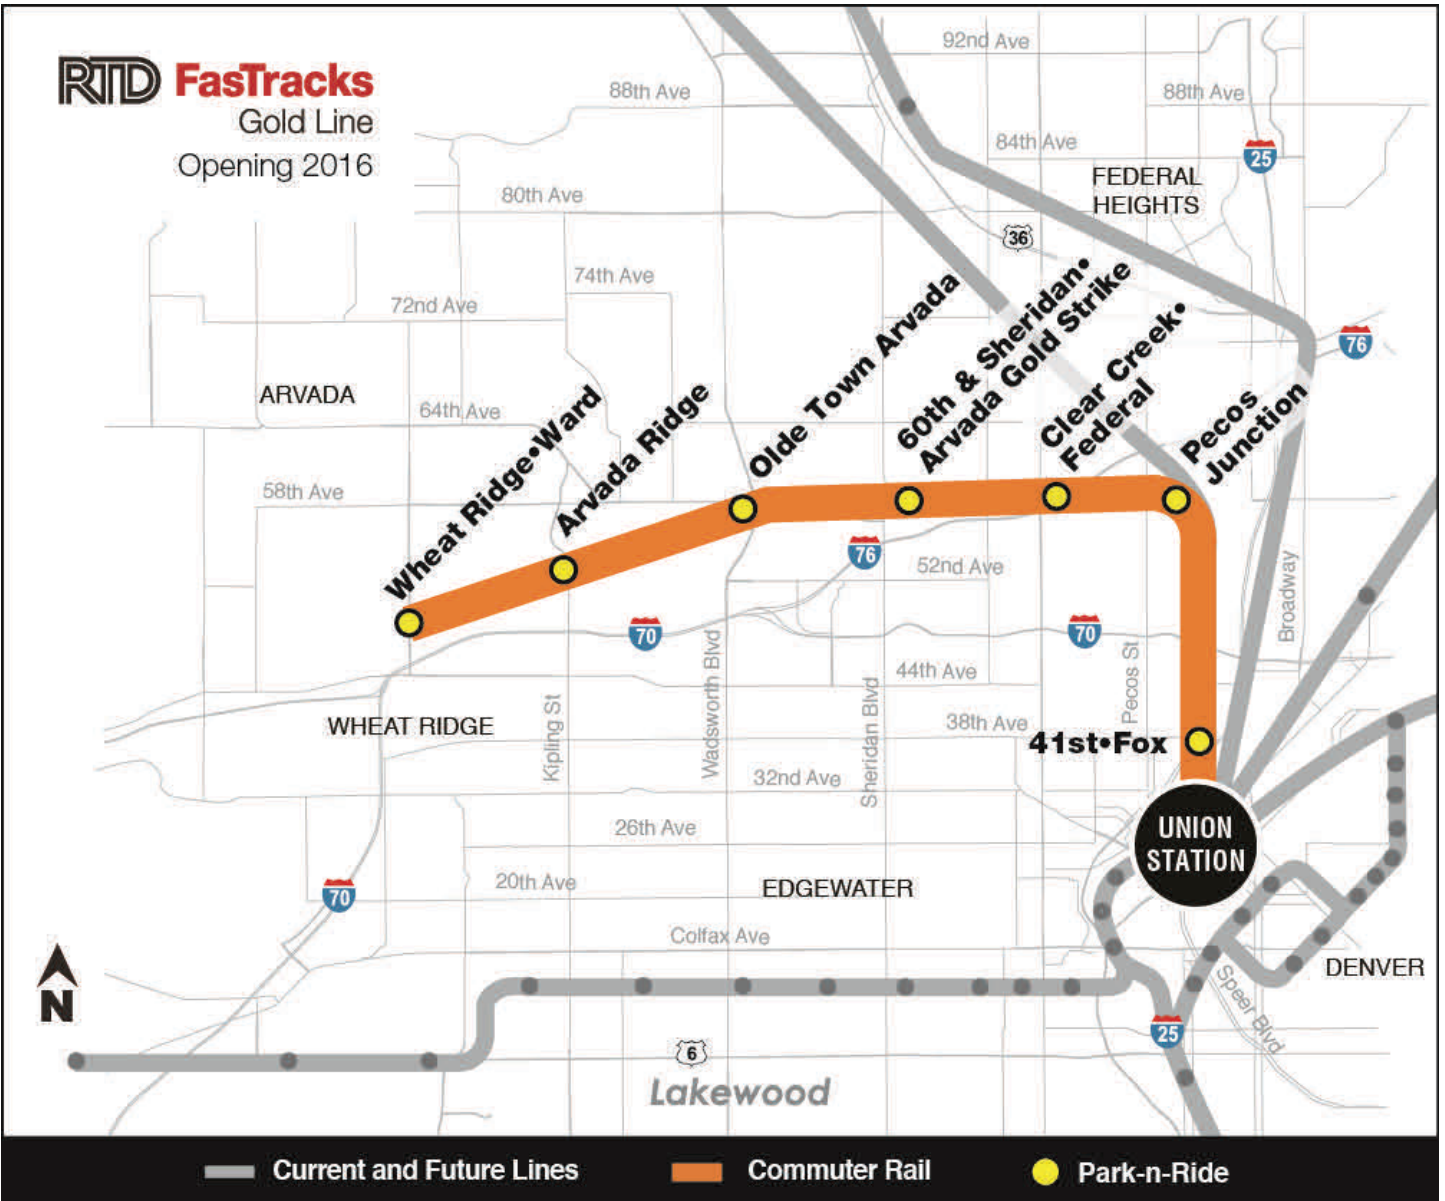 RTD FasTracks
Gold Line
Opening 2016
92nd Ave
88th Ave
88th Ave
84th Ave
25
FEDERAL
HEIGHTS
80th Ave
36
74th Ave
72nd Ave
76
ARVADA
64th Ave
58th Ave
Wheat Ridge•Ward
Arvada Ridge
Olde Town Arvada
60th & Sheridan•
Arvada Gold Strike
Clear Creek•
Federal
Pecos
Junction
76
52nd Ave
Broadway
70
70
44th Ave
Pecos St
Wadsworth Blvd
Sheridan Blvd
Kipling St
WHEAT RIDGE
38th Ave
41st•Fox
32nd Ave
26th Ave
UNION
STATION
20th Ave
EDGEWATER
70
Colfax Ave
DENVER
Speer Blvd
N
25
6
Lakewood
Current and Future Lines
Commuter Rail
Park-n-Ride